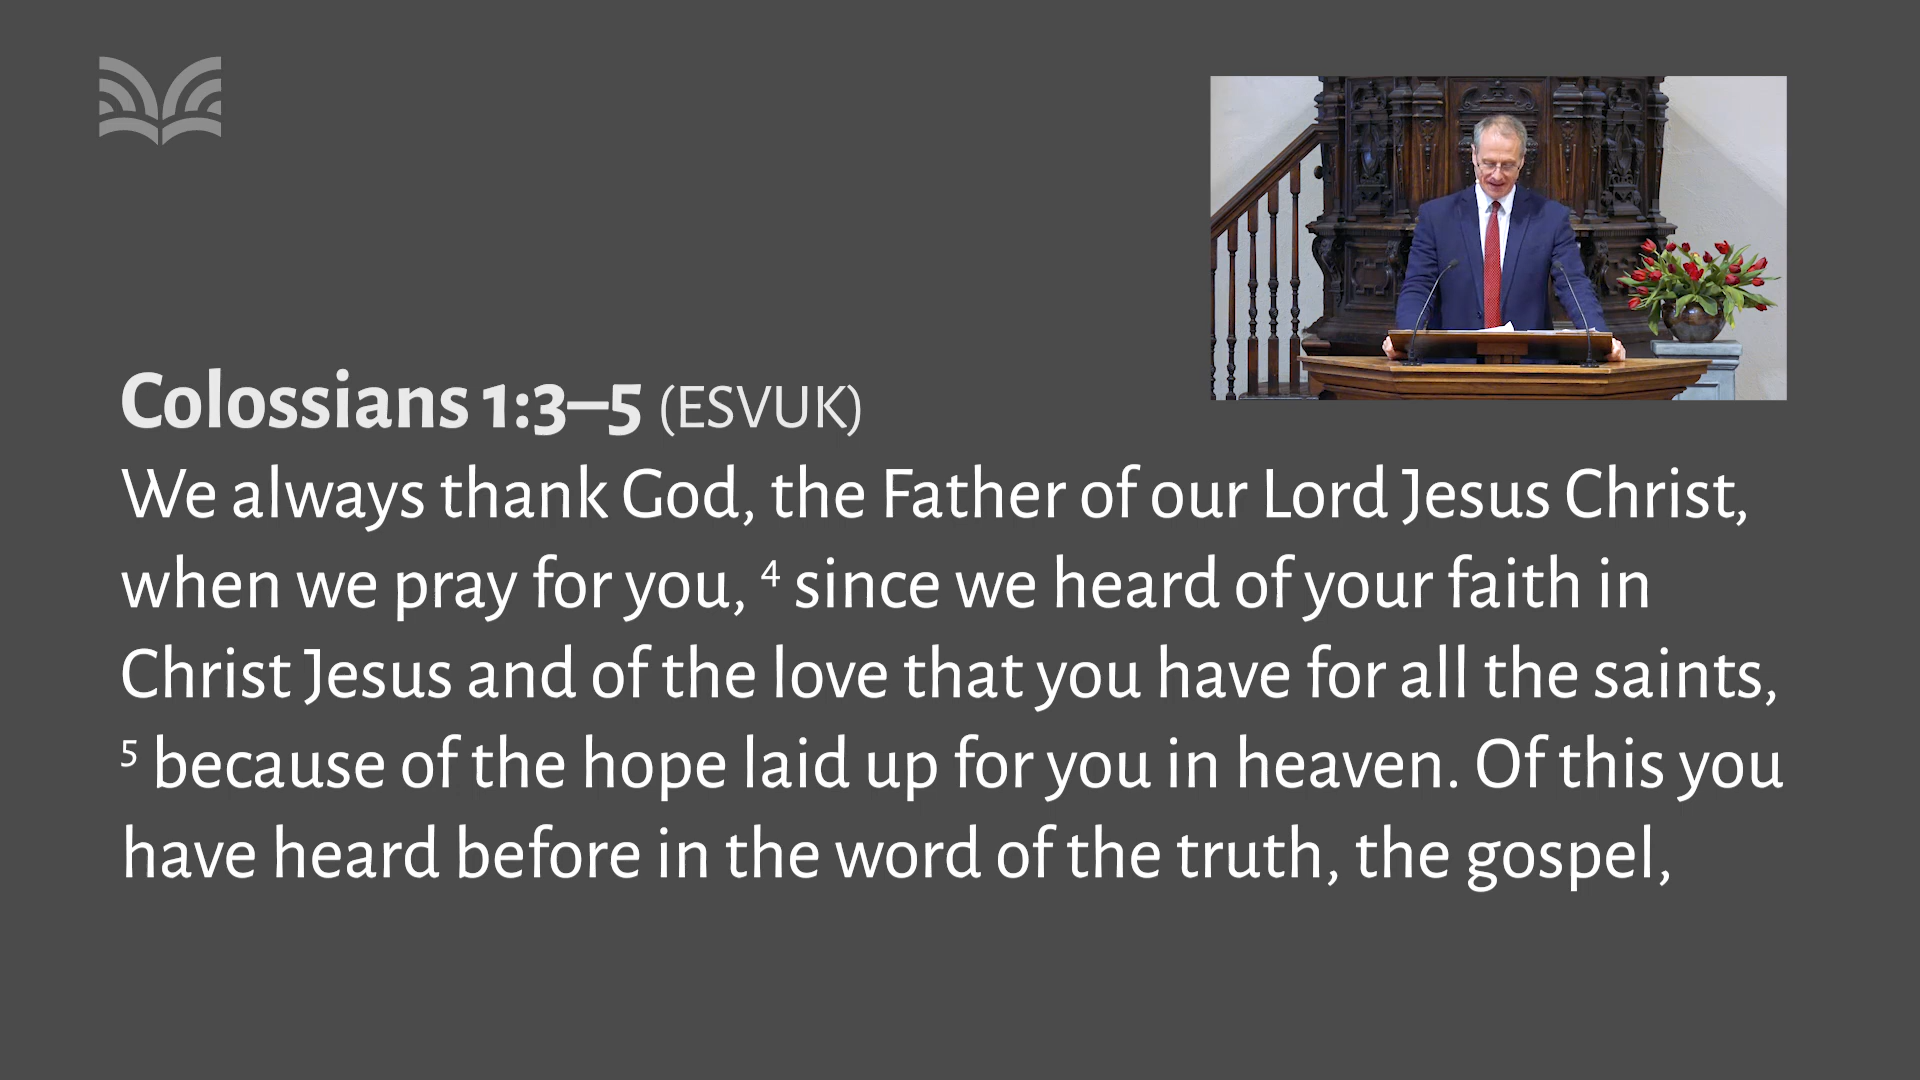 Colossians 1:3–5 (ESVUK)
We always thank God, the Father of our Lord Jesus Christ,
when we pray for you, ⁴ since we heard of your faith in
Christ Jesus and of the love that you have for all the saints,
⁵ because of the hope laid up for you in heaven. Of this you
have heard before in the word of the truth, the gospel,